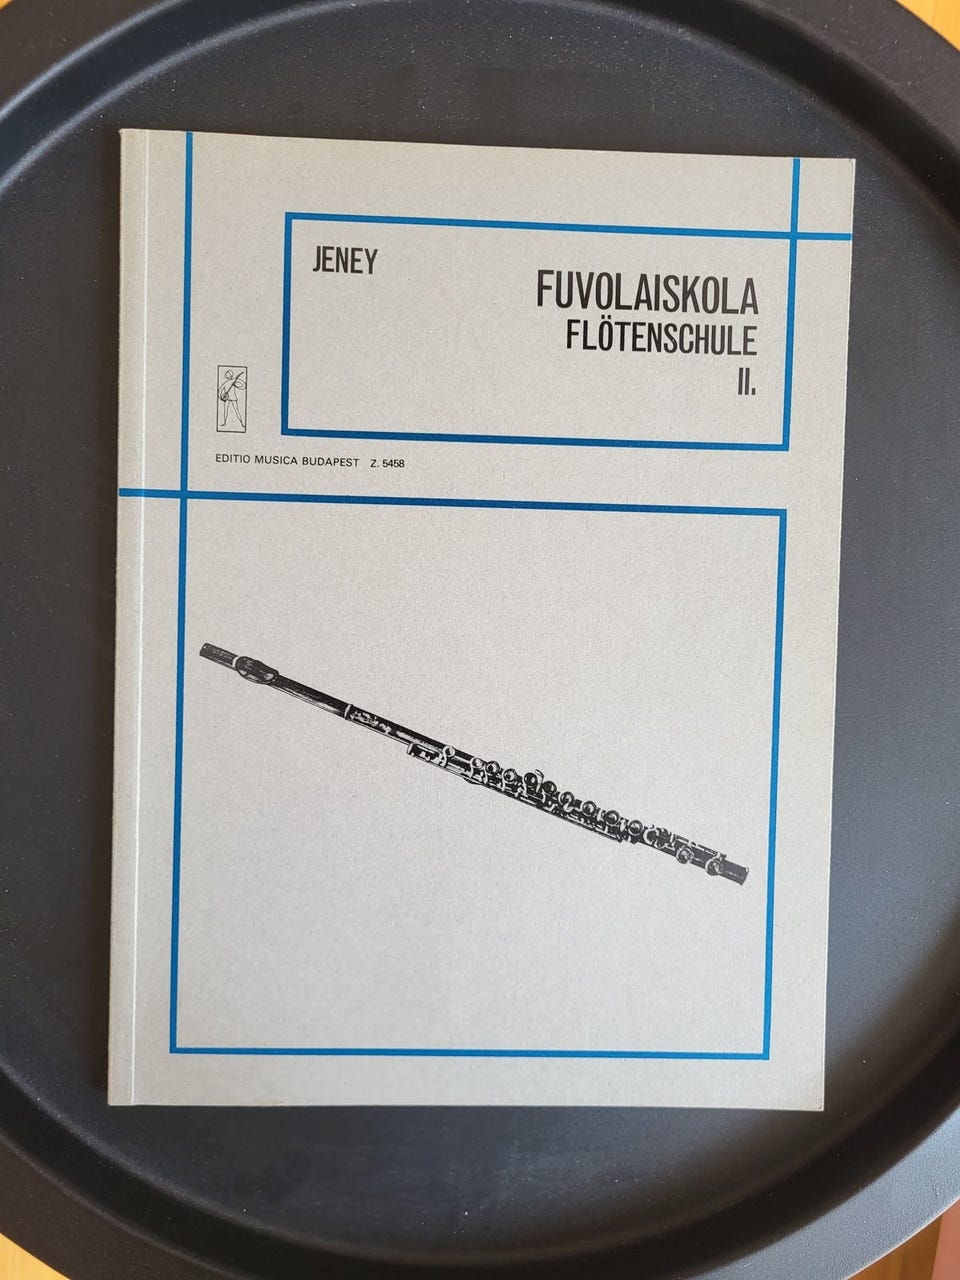 JENEY
FUVOLAISKOLA
FLÖTENSCHULE
II.
EDITIO MUSICA BUDAPEST Z. 5458